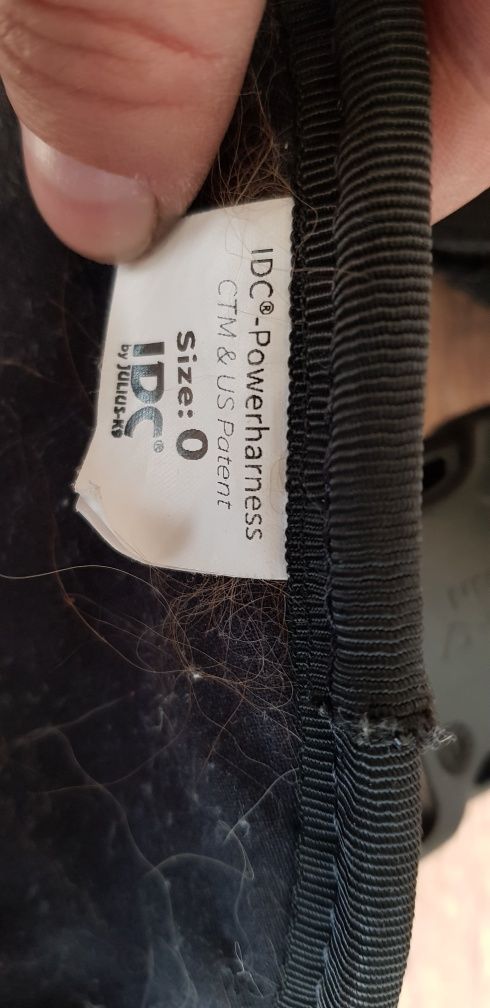 IDC®-Powerharness
CTM & US Patent
Size: 0
IDC®
by JULIUS-K9